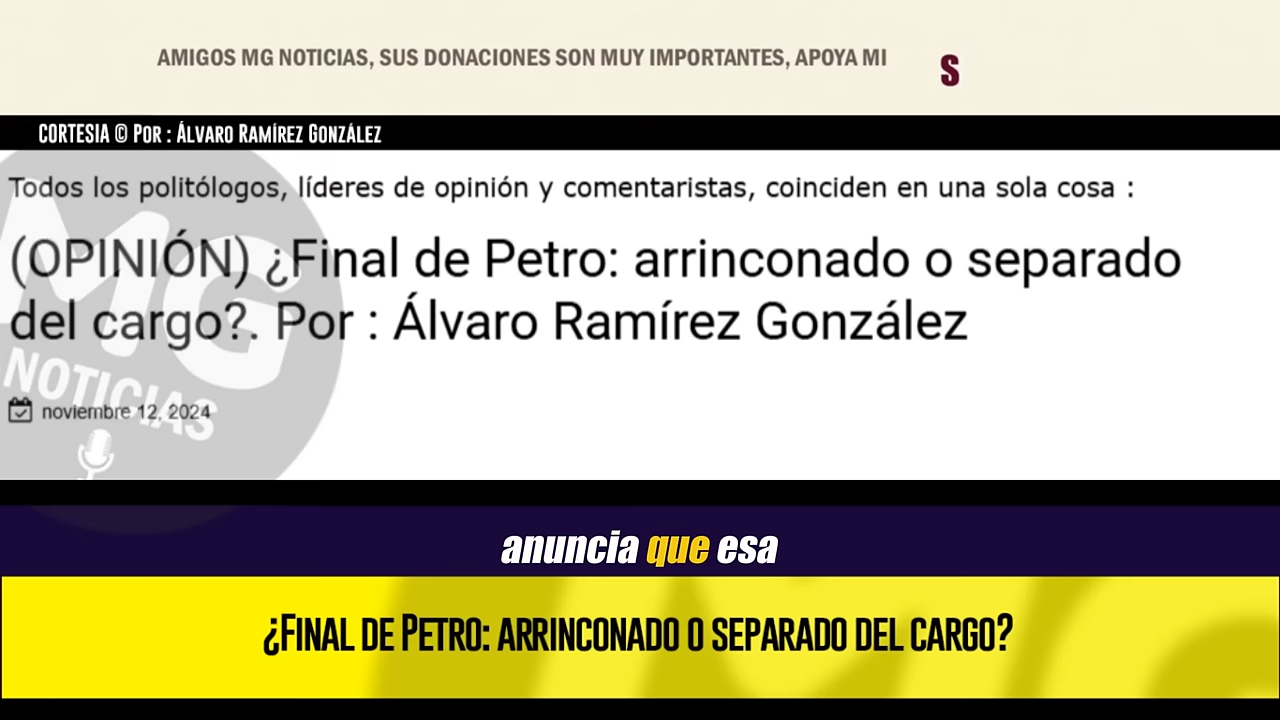 AMIGOS MG NOTICIAS, SUS DONACIONES SON MUY IMPORTANTES, APOYA MI
S
CORTESIA © Por : Álvaro Ramírez González
Todos los politólogos, líderes de opinión y comentaristas, coinciden en una sola cosa :
(OPINIÓN) ¿Final de Petro: arrinconado o separado
del cargo?. Por : Álvaro Ramírez González
MG
NOTICIAS
noviembre 12, 2024
anuncia que esa
¿Final de Petro: arrinconado o separado del cargo?